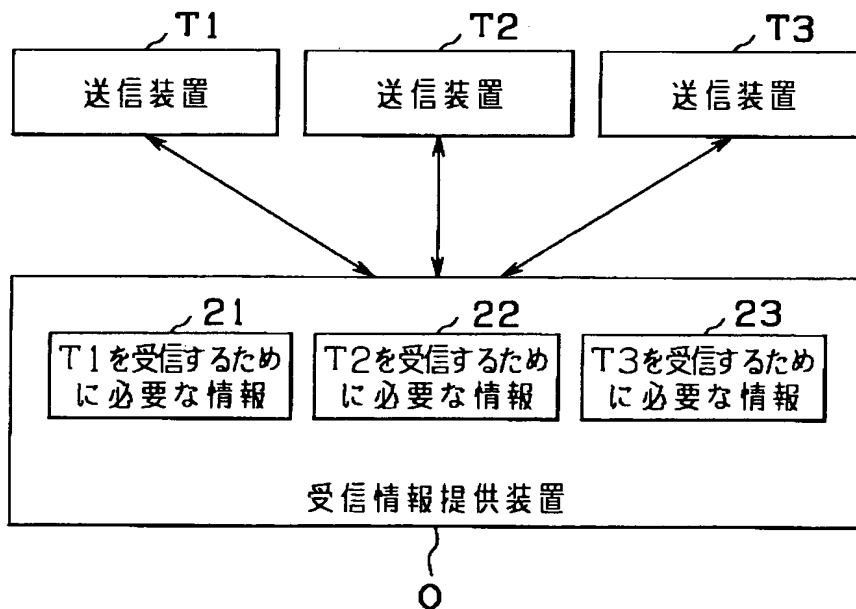 T1 T2 T3
送信装置 送信装置 送信装置
21 22 23
T1を受信するため T2を受信するため T3を受信するため
に必要な情報 に必要な情報 に必要な情報
受信情報提供装置
O